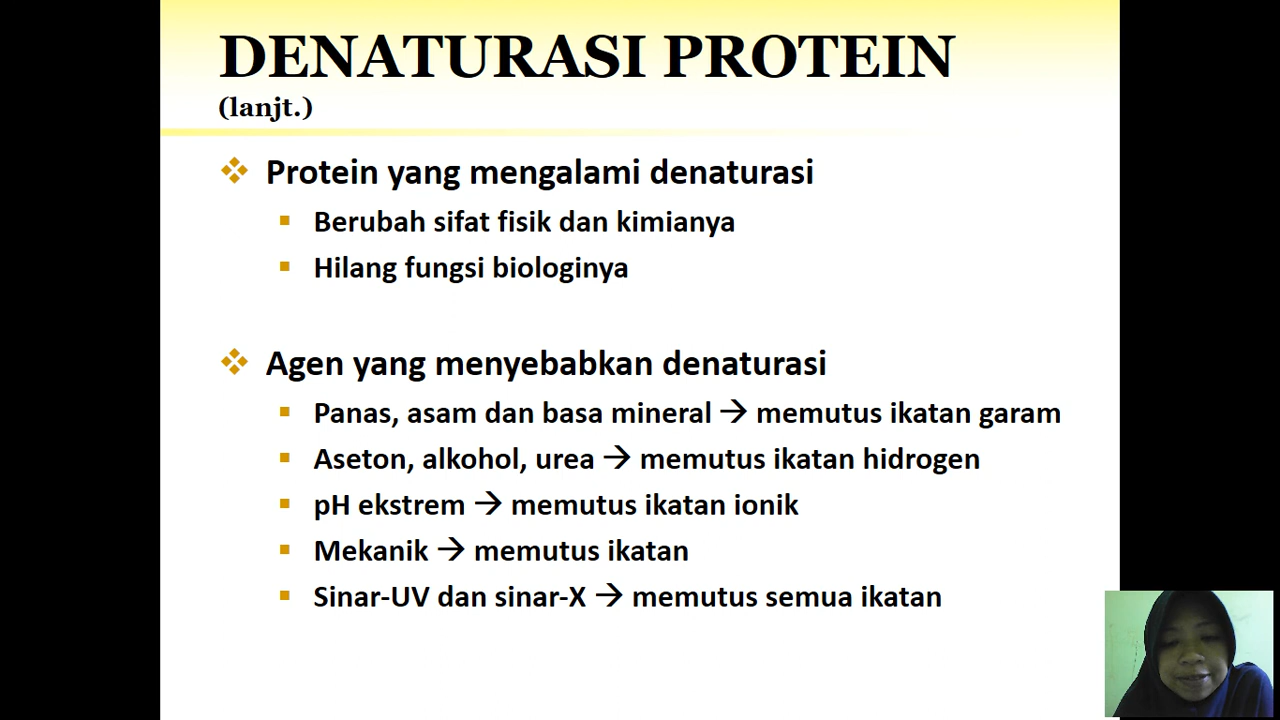 DENATURASI PROTEIN
(lanjt.)
Protein yang mengalami denaturasi
Berubah sifat fisik dan kimianya
Hilang fungsi biologinya
Agen yang menyebabkan denaturasi
Panas, asam dan basa mineral → memutus ikatan garam
Aseton, alkohol, urea → memutus ikatan hidrogen
pH ekstrem → memutus ikatan ionik
Mekanik → memutus ikatan
Sinar-UV dan sinar-X → memutus semua ikatan